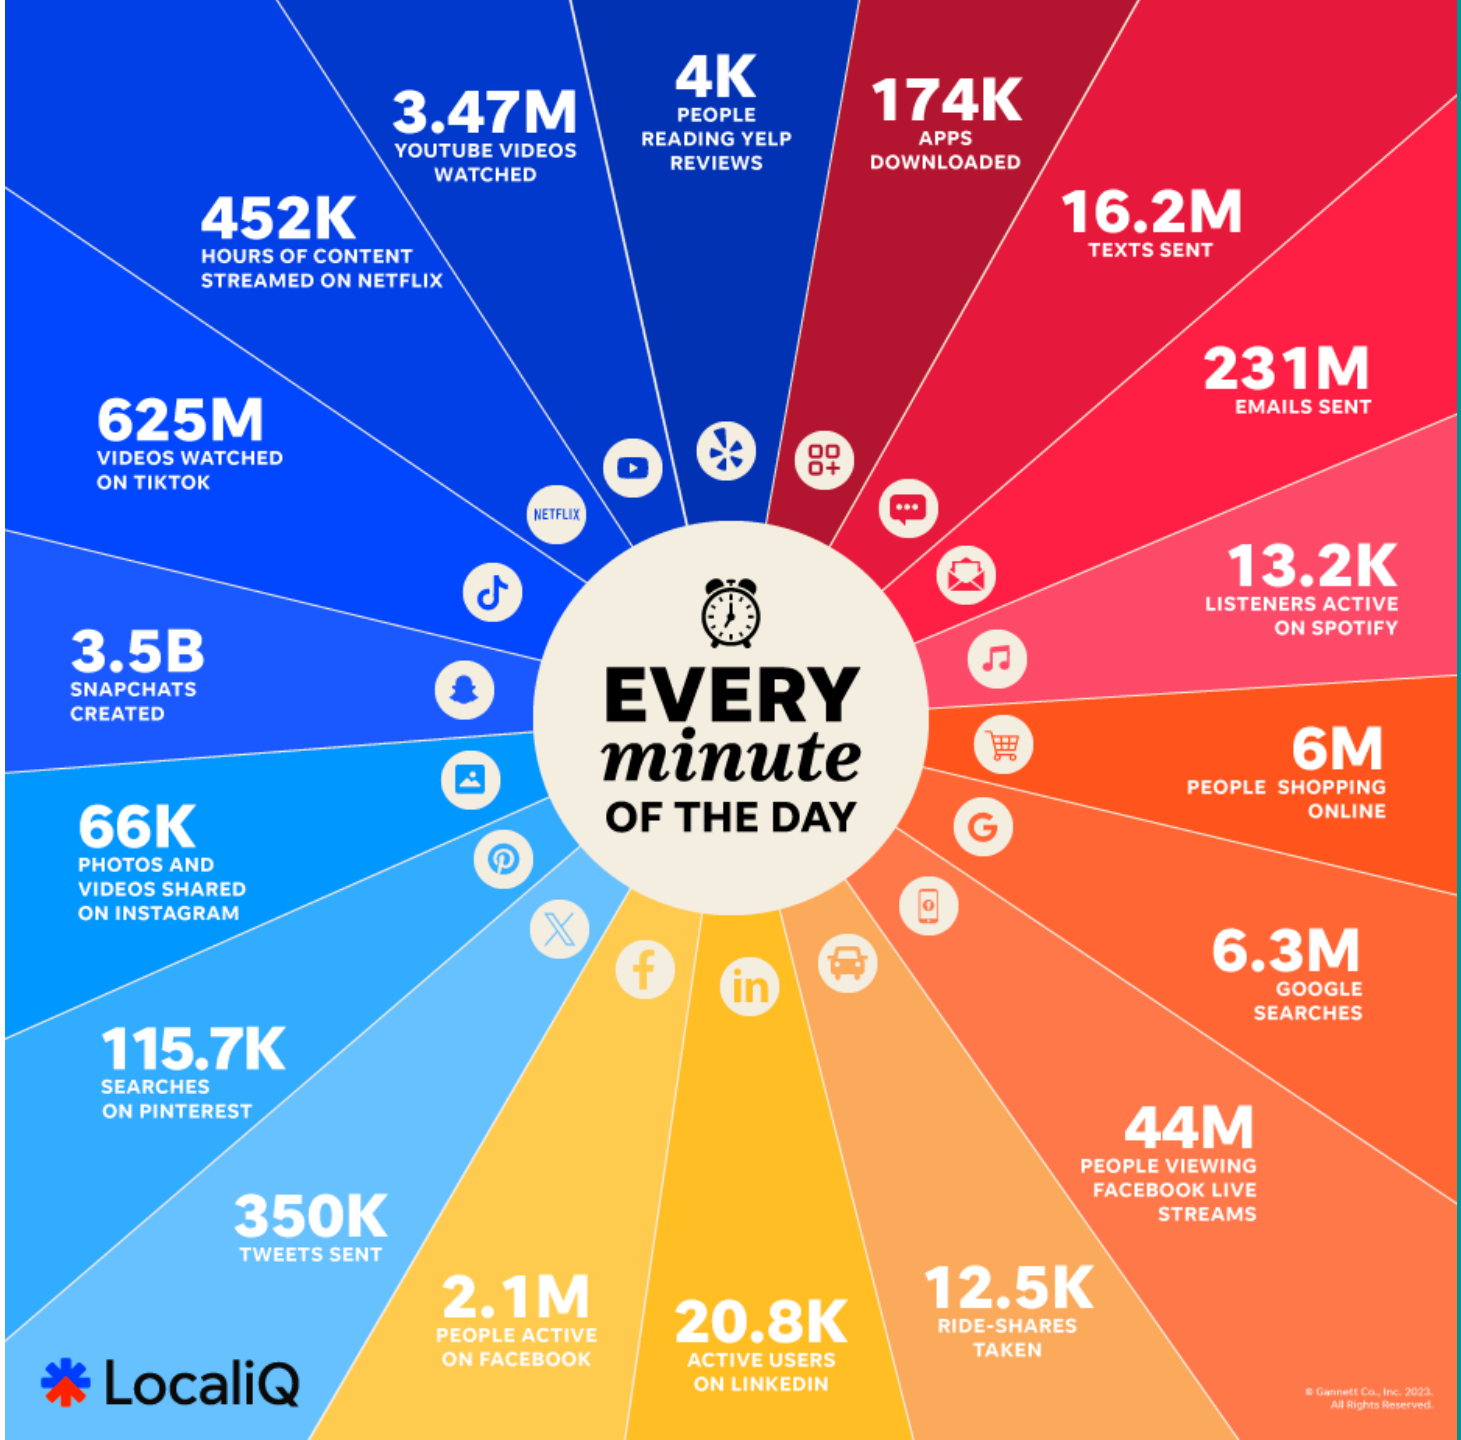 4K
PEOPLE
READING YELP
REVIEWS
174K
APPS
DOWNLOADED
16.2M
TEXTS SENT
231M
EMAILS SENT
13.2K
LISTENERS ACTIVE
ON SPOTIFY
6M
PEOPLE SHOPPING
ONLINE
6.3M
GOOGLE
SEARCHES
44M
PEOPLE VIEWING
FACEBOOK LIVE
STREAMS
12.5K
RIDE-SHARES
TAKEN
20.8K
ACTIVE USERS
ON LINKEDIN
2.1M
PEOPLE ACTIVE
ON FACEBOOK
350K
TWEETS SENT
115.7K
SEARCHES
ON PINTEREST
66K
PHOTOS AND
VIDEOS SHARED
ON INSTAGRAM
3.5B
SNAPCHATS
CREATED
625M
VIDEOS WATCHED
ON TIKTOK
452K
HOURS OF CONTENT
STREAMED ON NETFLIX
3.47M
YOUTUBE VIDEOS
WATCHED
NETFLIX
G
in
f
X
EVERY
minute
OF THE DAY
LocaliQ
© Gannett Co., Inc. 2023.
All Rights Reserved.